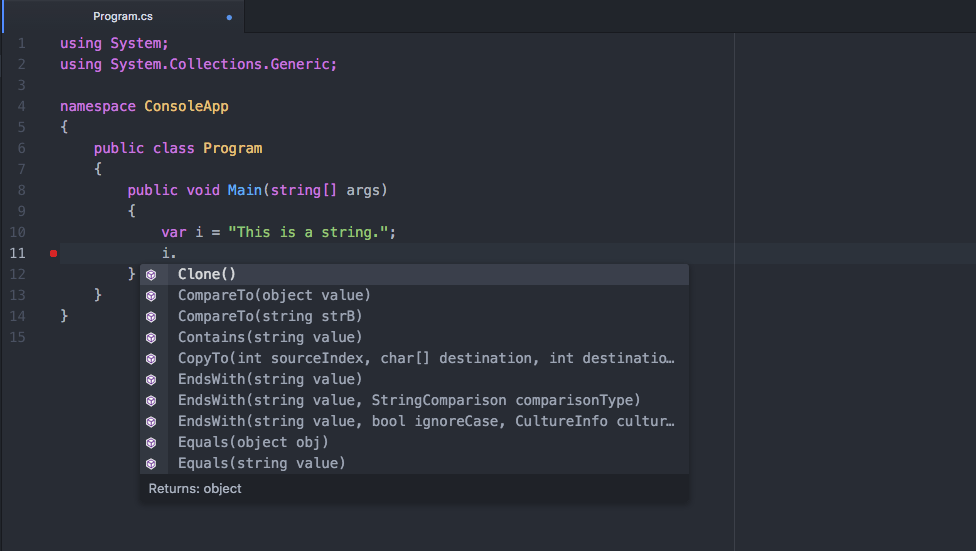 Program.cs
1 using System;
2 using System.Collections.Generic;
3
4 namespace ConsoleApp
5 {
6 public class Program
7 {
8 public void Main(string[] args)
9 {
10 var i = "This is a string.";
11 i.
12 }
13 }
14 }
15
Clone()
CompareTo(object value)
CompareTo(string strB)
Contains(string value)
CopyTo(int sourceIndex, char[] destination, int destinatio…
EndsWith(string value)
EndsWith(string value, StringComparison comparisonType)
EndsWith(string value, bool ignoreCase, CultureInfo cultur…
Equals(object obj)
Equals(string value)
Returns: object